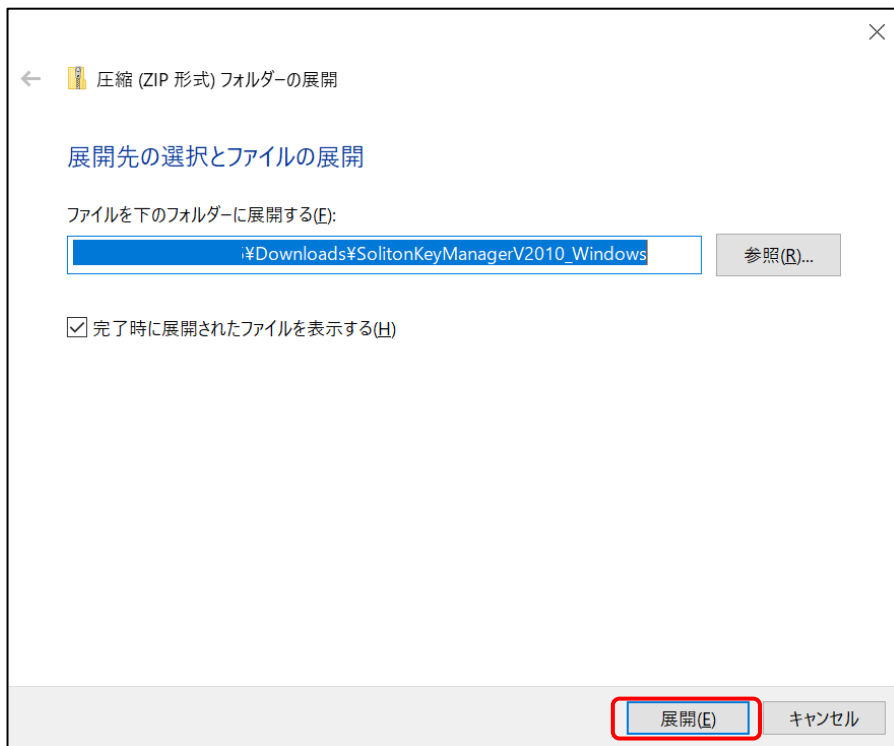 圧縮 (ZIP 形式) フォルダーの展開
展開先の選択とファイルの展開
ファイルを下のフォルダーに展開する(F):
¥Downloads¥SolitonKeyManagerV2010_Windows
参照(R)...
完了時に展開されたファイルを表示する(H)
展開(E)
キャンセル